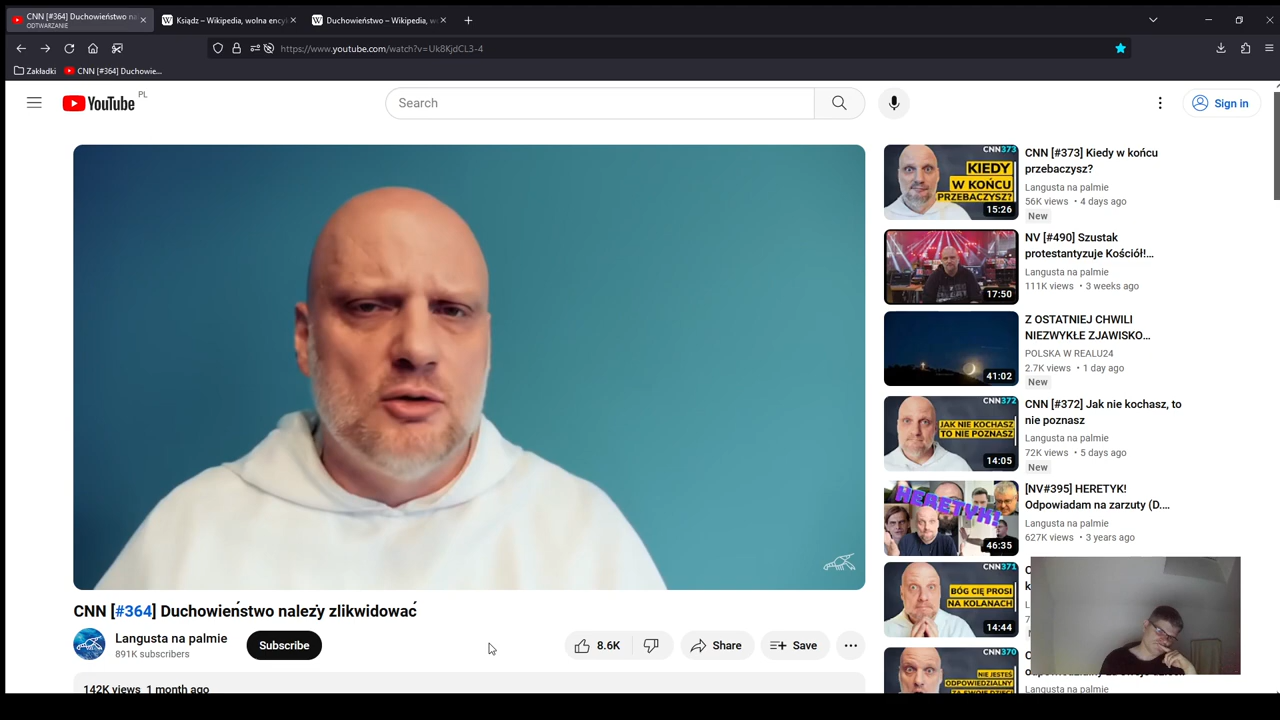 CNN [#364] Duchowieństwo na
ODTWARZANIE
Ksiądz – Wikipedia, wolna ency
Duchowieństwo – Wikipedia, w
https://www.youtube.com/watch?v=Uk8KjdCL3-4
Zakładki
CNN [#364] Duchowie...
YouTube
PL
Search
Sign in
CNN373
KIEDY
W KOŃCU
PRZEBACZYSZ?
15:26
CNN [#373] Kiedy w końcu
przebaczysz?
Langusta na palmie
56K views • 4 days ago
New
17:50
NV [#490] Szustak
protestantyzuje Kościół!...
Langusta na palmie
111K views • 3 weeks ago
41:02
Z OSTATNIEJ CHWILI
NIEZWYKŁE ZJAWISKO...
POLSKA W REALU24
2.7K views • 1 day ago
New
CNN372
JAK NIE KOCHASZ
TO NIE POZNASZ
14:05
CNN [#372] Jak nie kochasz, to
nie poznasz
Langusta na palmie
72K views • 5 days ago
New
HERETYK!
46:35
[NV#395] HERETYK!
Odpowiadam na zarzuty (D....
Langusta na palmie
627K views • 3 years ago
CNN371
BÓG CIĘ PROSI
NA KOLANACH
14:44
CNN370
NIE JESTEŚ
ODPOWIEDZIALNY
Langusta na palmie
CNN [#364] Duchowieństwo należy zlikwidować
Langusta na palmie
891K subscribers
Subscribe
8.6K
Share
Save
142K views 1 month ago